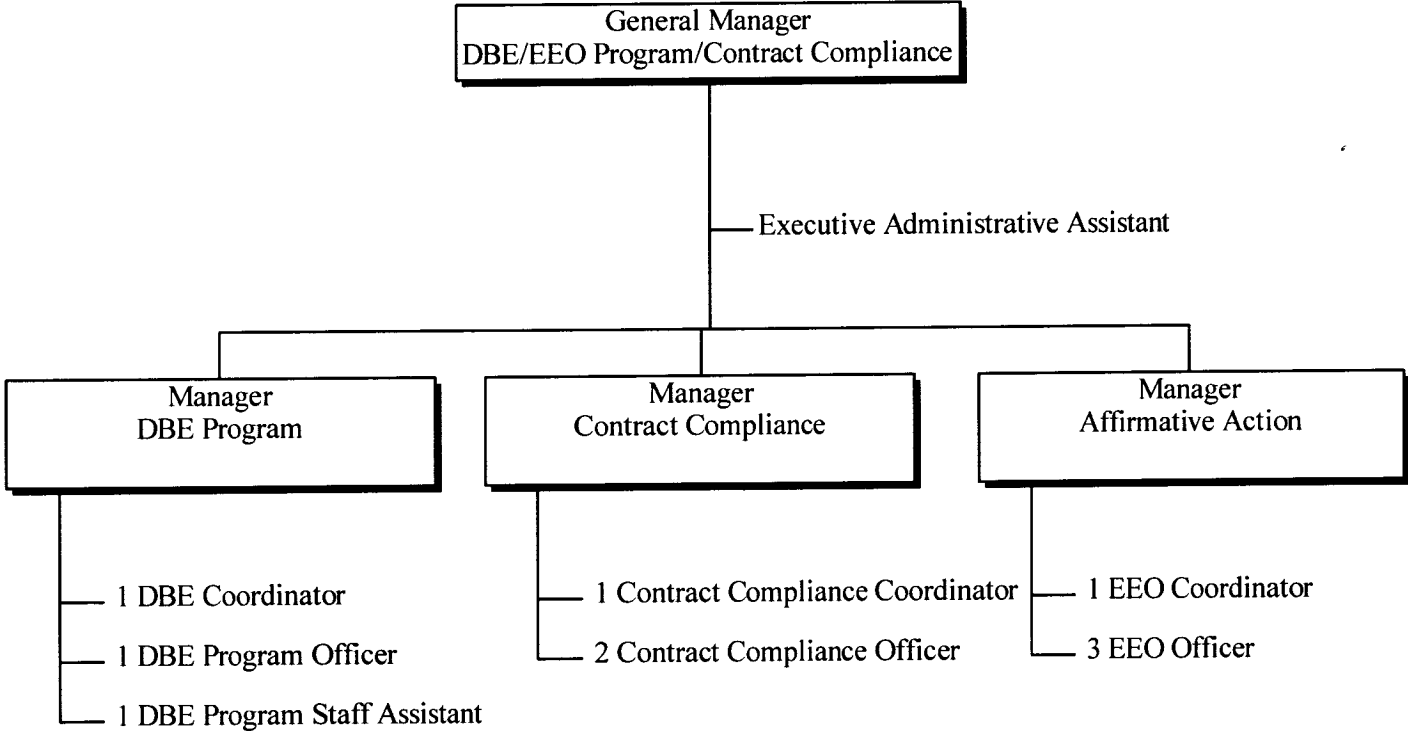 General Manager
DBE/EEO Program/Contract Compliance
Executive Administrative Assistant
Manager
DBE Program
Manager
Contract Compliance
Manager
Affirmative Action
1 DBE Coordinator
1 DBE Program Officer
1 DBE Program Staff Assistant
1 Contract Compliance Coordinator
2 Contract Compliance Officer
1 EEO Coordinator
3 EEO Officer